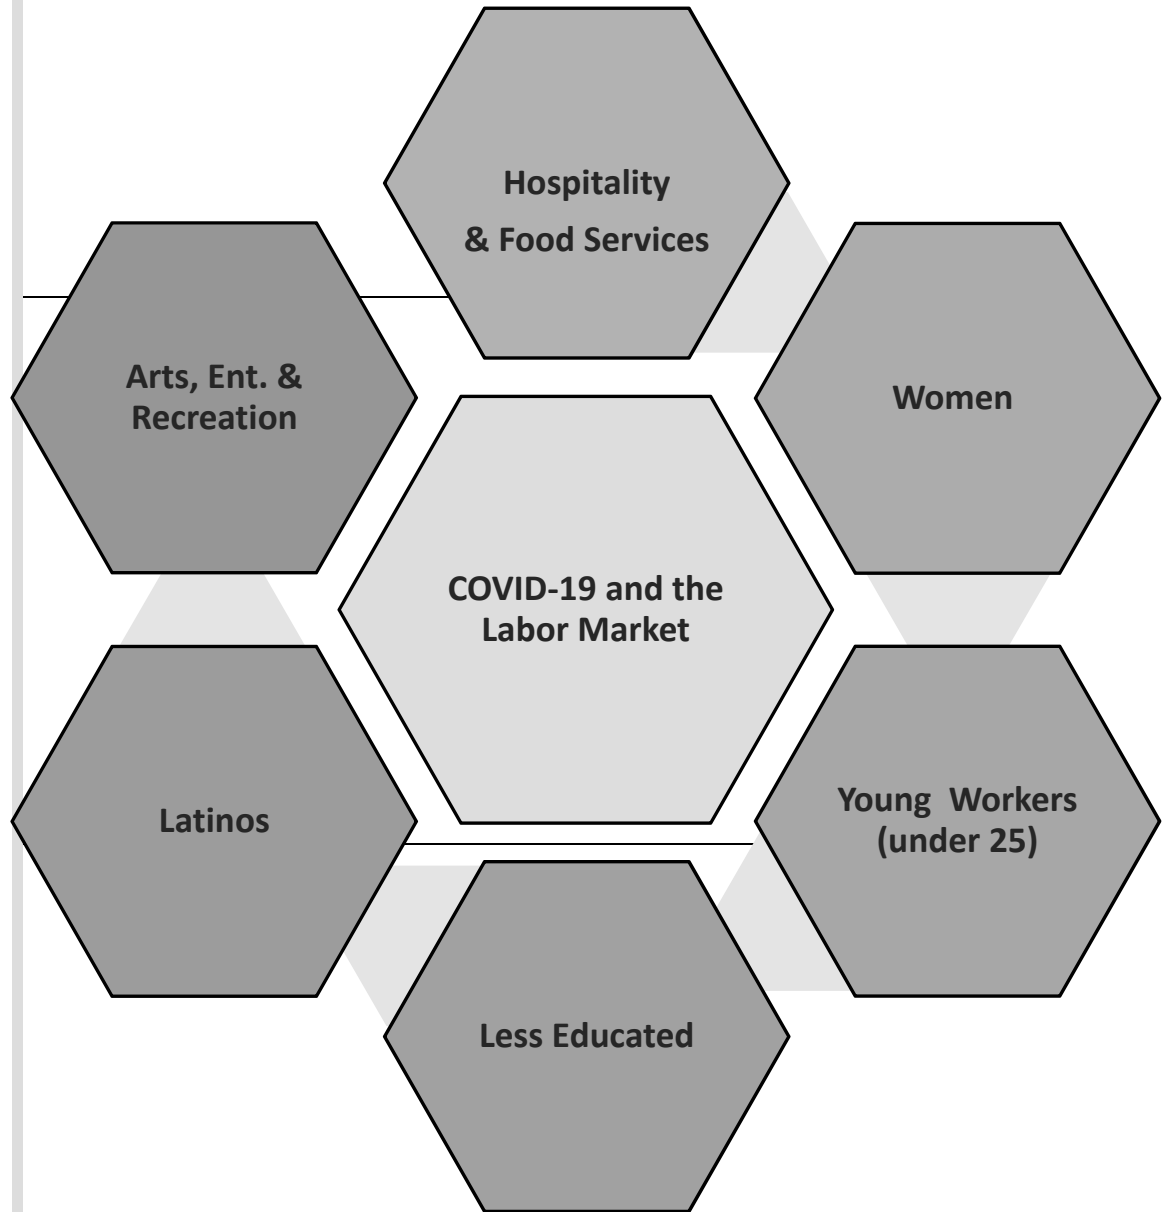 Hospitality
& Food Services
Arts, Ent. &
Recreation
Women
COVID-19 and the
Labor Market
Latinos
Young  Workers
(under 25)
Less Educated